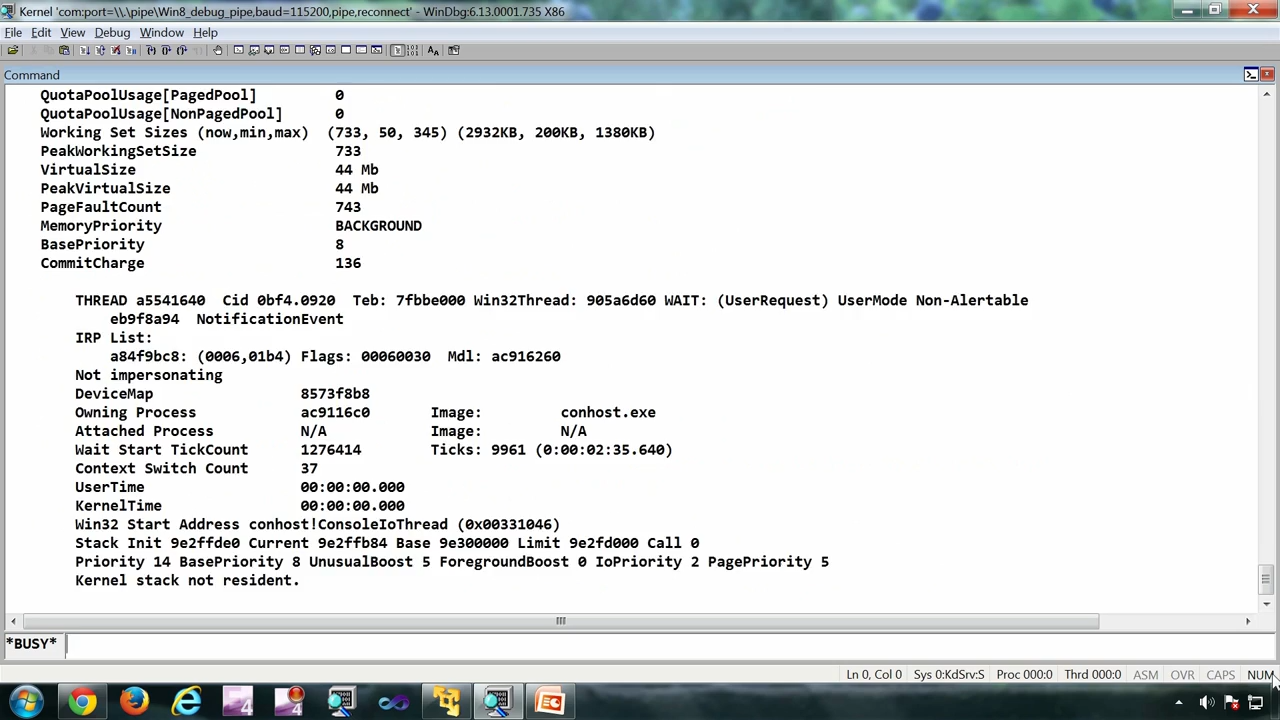 Kernel 'com:port=\\.\pipe\Win8_debug_pipe,baud=115200,pipe,reconnect' - WinDbg:6.13.0001.735 X86
File Edit View Debug Window Help
Command
QuotaPoolUsage[PagedPool] 0
QuotaPoolUsage[NonPagedPool] 0
Working Set Sizes (now,min,max) (733, 50, 345) (2932KB, 200KB, 1380KB)
PeakWorkingSetSize 733
VirtualSize 44 Mb
PeakVirtualSize 44 Mb
PageFaultCount 743
MemoryPriority BACKGROUND
BasePriority 8
CommitCharge 136
THREAD a5541640 Cid 0bf4.0920 Teb: 7fbbe000 Win32Thread: 905a6d60 WAIT: (UserRequest) UserMode Non-Alertable
eb9f8a94 NotificationEvent
IRP List:
a84f9bc8: (0006,01b4) Flags: 00060030 Mdl: ac916260
Not impersonating
DeviceMap 8573f8b8
Owning Process ac9116c0 Image: conhost.exe
Attached Process N/A Image: N/A
Wait Start TickCount 1276414 Ticks: 9961 (0:00:02:35.640)
Context Switch Count 37
UserTime 00:00:00.000
KernelTime 00:00:00.000
Win32 Start Address conhost!ConsoleIoThread (0x00331046)
Stack Init 9e2ffde0 Current 9e2ffb84 Base 9e300000 Limit 9e2fd000 Call 0
Priority 14 BasePriority 8 UnusualBoost 5 ForegroundBoost 0 IoPriority 2 PagePriority 5
Kernel stack not resident.
*BUSY*
Ln 0, Col 0 Sys 0:KdSrv:S Proc 000:0 Thrd 000:0 ASM OVR CAPS NUM